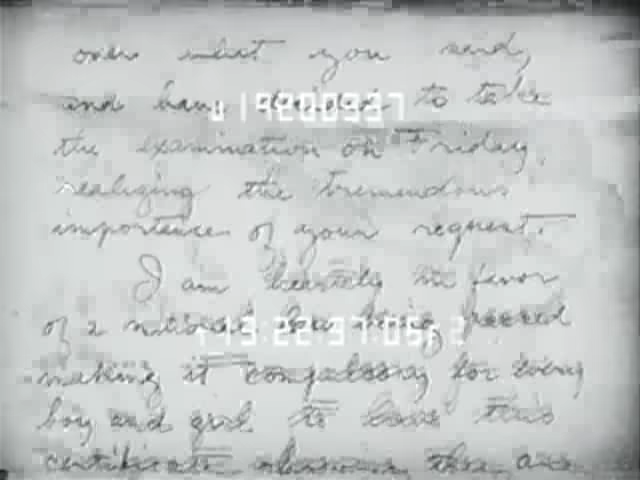 over what you said,
and have decided to take
the examination on Friday,
realizing the tremendous
importance of your request.
I am heartily in favor
of a national law being passed
making it compulsory for every
boy and girl to have this
certificate showing they are